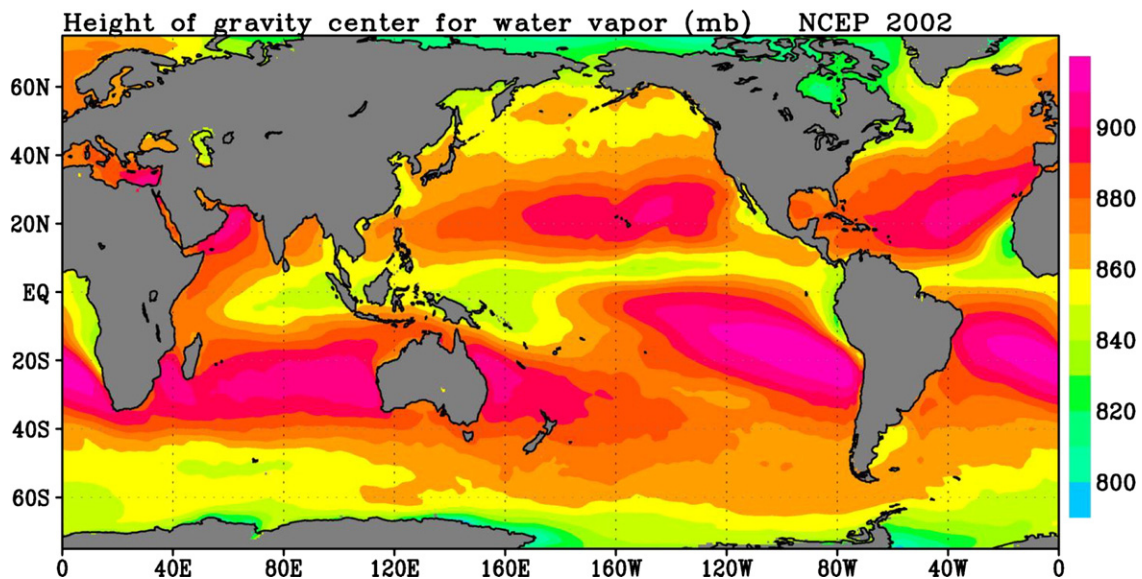 Height of gravity center for water vapor (mb) NCEP 2002
60N
40N
20N
EQ
20S
40S
60S
0 40E 80E 120E 160E 160W 120W 80W 40W 0
900
880
860
840
820
800